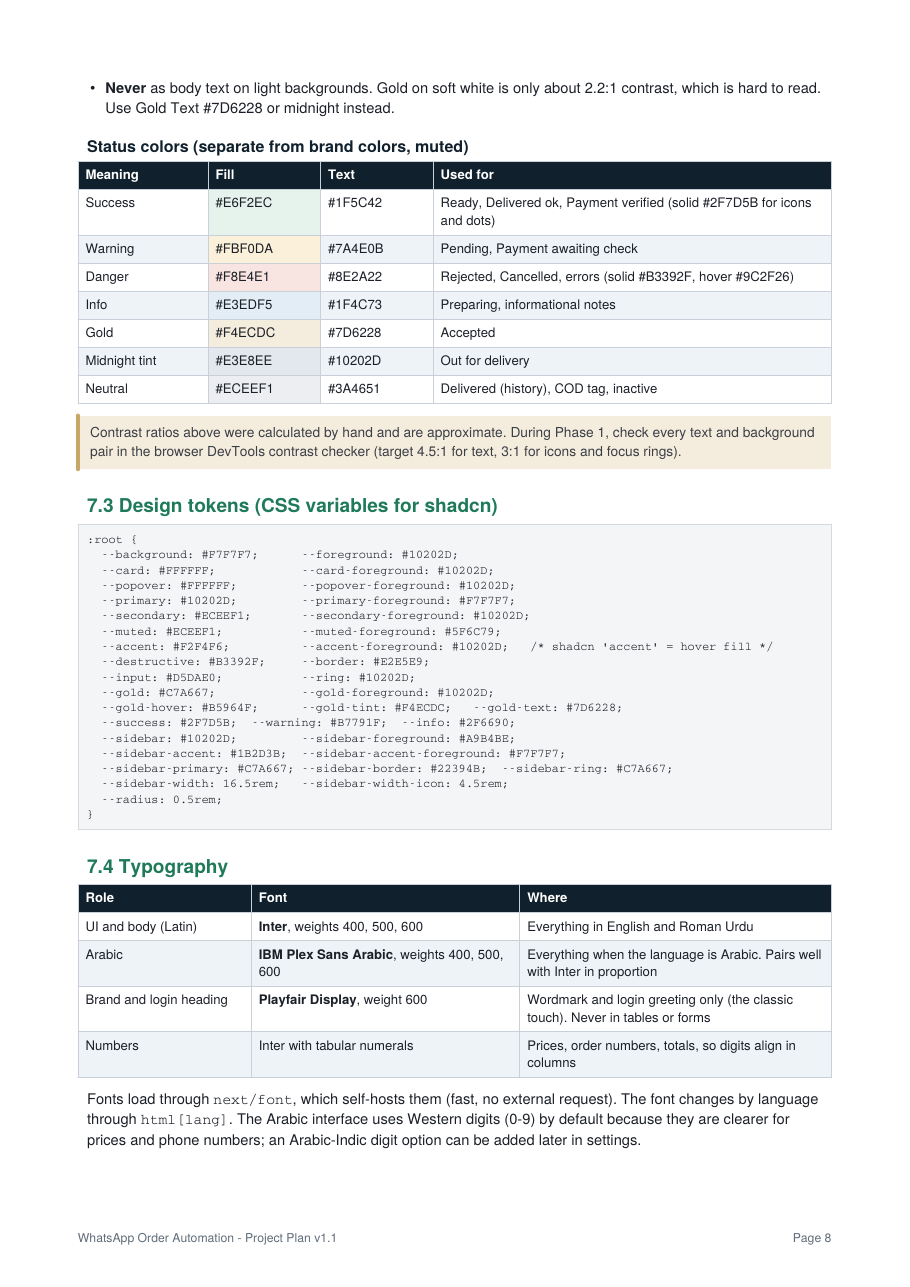 • Never as body text on light backgrounds. Gold on soft white is only about 2.2:1 contrast, which is hard to read.
Use Gold Text #7D6228 or midnight instead.
Status colors (separate from brand colors, muted)
Meaning Fill Text Used for
Success #E6F2EC #1F5C42 Ready, Delivered ok, Payment verified (solid #2F7D5B for icons
and dots)
Warning #FBF0DA #7A4E0B Pending, Payment awaiting check
Danger #F8E4E1 #8E2A22 Rejected, Cancelled, errors (solid #B3392F, hover #9C2F26)
Info #E3EDF5 #1F4C73 Preparing, informational notes
Gold #F4ECDC #7D6228 Accepted
Midnight tint #E3E8EE #10202D Out for delivery
Neutral #ECEEF1 #3A4651 Delivered (history), COD tag, inactive
Contrast ratios above were calculated by hand and are approximate. During Phase 1, check every text and background
pair in the browser DevTools contrast checker (target 4.5:1 for text, 3:1 for icons and focus rings).
7.3 Design tokens (CSS variables for shadcn)
:root {
--background: #F7F7F7; --foreground: #10202D;
--card: #FFFFFF; --card-foreground: #10202D;
--popover: #FFFFFF; --popover-foreground: #10202D;
--primary: #10202D; --primary-foreground: #F7F7F7;
--secondary: #ECEEF1; --secondary-foreground: #10202D;
--muted: #ECEEF1; --muted-foreground: #5F6C79;
--accent: #F2F4F6; --accent-foreground: #10202D; /* shadcn 'accent' = hover fill */
--destructive: #B3392F; --border: #E2E5E9;
--input: #D5DAE0; --ring: #10202D;
--gold: #C7A667; --gold-foreground: #10202D;
--gold-hover: #B5964F; --gold-tint: #F4ECDC; --gold-text: #7D6228;
--success: #2F7D5B; --warning: #B7791F; --info: #2F6690;
--sidebar: #10202D; --sidebar-foreground: #A9B4BE;
--sidebar-accent: #1B2D3B; --sidebar-accent-foreground: #F7F7F7;
--sidebar-primary: #C7A667; --sidebar-border: #22394B; --sidebar-ring: #C7A667;
--sidebar-width: 16.5rem; --sidebar-width-icon: 4.5rem;
--radius: 0.5rem;
}
7.4 Typography
Role Font Where
UI and body (Latin) Inter, weights 400, 500, 600 Everything in English and Roman Urdu
Arabic IBM Plex Sans Arabic, weights 400, 500, Everything when the language is Arabic. Pairs well
600 with Inter in proportion
Brand and login heading Playfair Display, weight 600 Wordmark and login greeting only (the classic
touch). Never in tables or forms
Numbers Inter with tabular numerals Prices, order numbers, totals, so digits align in
columns
Fonts load through next/font, which self-hosts them (fast, no external request). The font changes by language
through html[lang]. The Arabic interface uses Western digits (0-9) by default because they are clearer for
prices and phone numbers; an Arabic-Indic digit option can be added later in settings.
WhatsApp Order Automation - Project Plan v1.1 Page 8